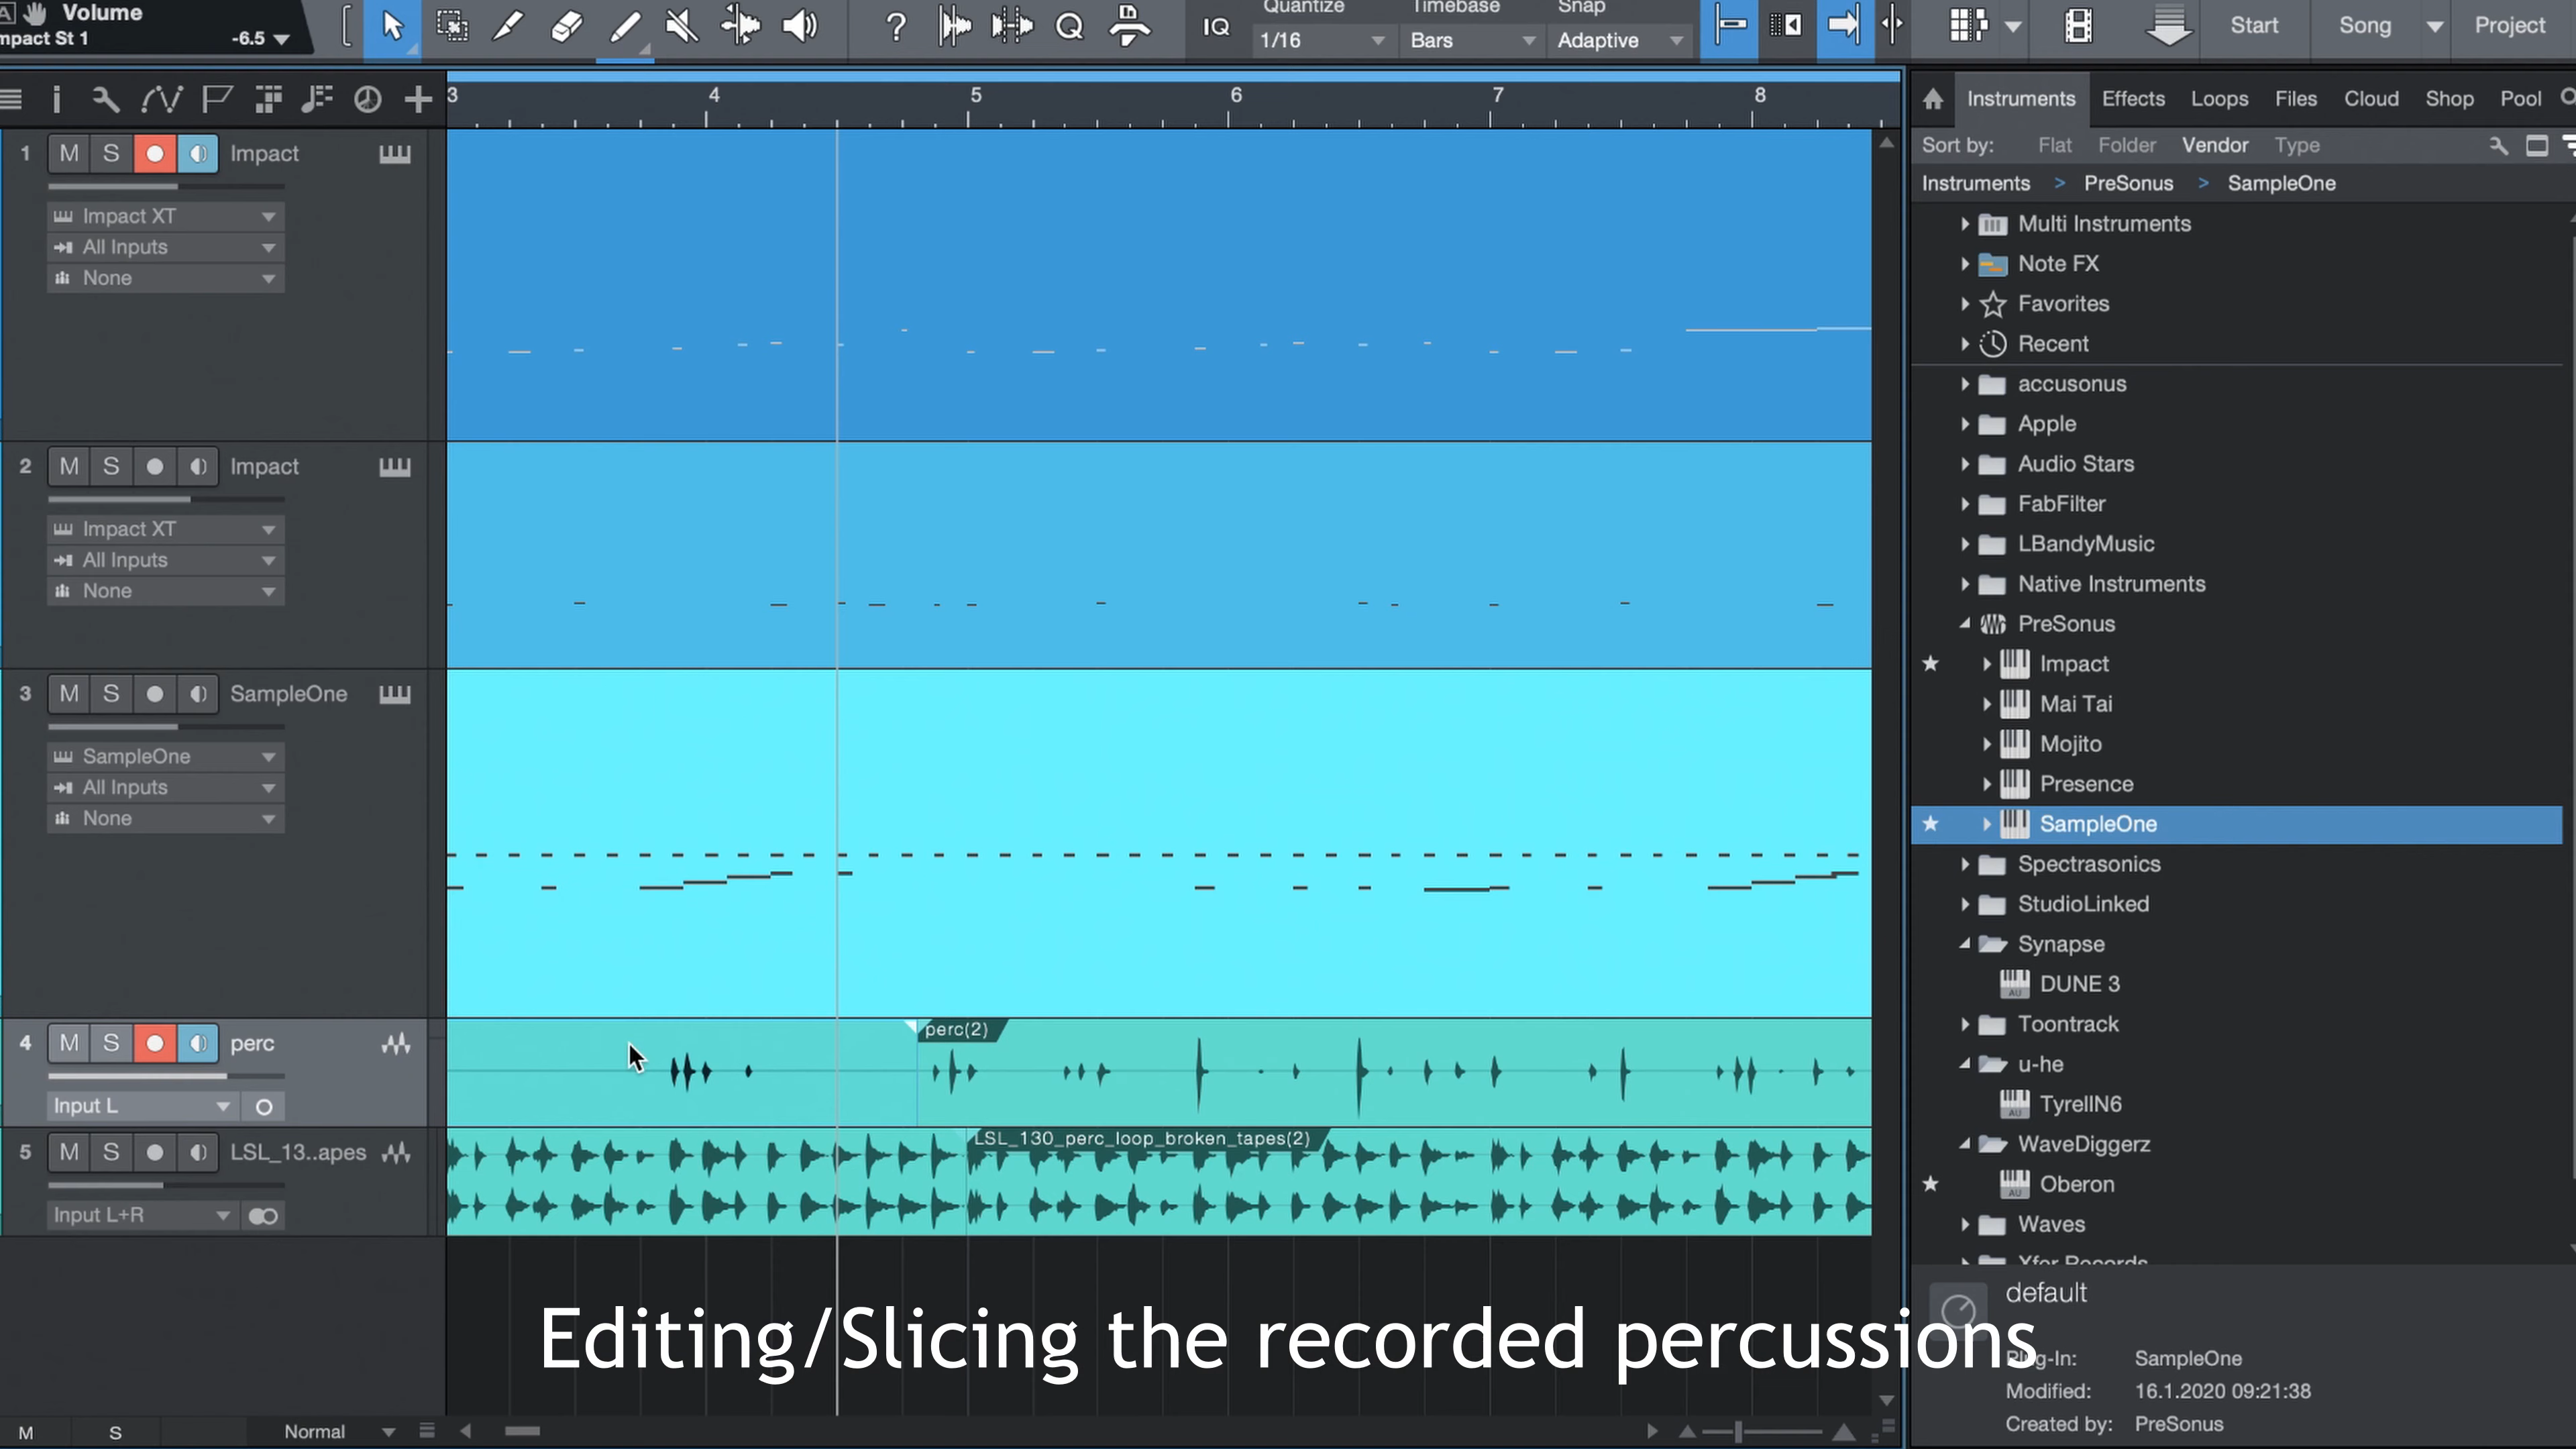 Volume
mpact St 1 -6.5
IQ
Quantize
1/16
Timebase
Bars
Snap
Adaptive
Start Song Project
3 4 5 6 7 8
1 M S Impact
Impact XT
All Inputs
None
2 M S Impact
Impact XT
All Inputs
None
3 M S SampleOne
SampleOne
All Inputs
None
4 M S perc
Input L
perc(2)
5 M S LSL_13..apes
Input L+R
LSL_130_perc_loop_broken_tapes(2)
M S Normal
Instruments Effects Loops Files Cloud Shop Pool
Sort by: Flat Folder Vendor Type
Instruments > PreSonus > SampleOne
Multi Instruments
Note FX
Favorites
Recent
accusonus
Apple
Audio Stars
FabFilter
LBandyMusic
Native Instruments
PreSonus
Impact
Mai Tai
Mojito
Presence
SampleOne
Spectrasonics
StudioLinked
Synapse
AU DUNE 3
Toontrack
u-he
AU TyrellN6
WaveDiggerz
AU Oberon
Waves
Xfer Records
default
Plug-In: SampleOne
Modified: 16.1.2020 09:21:38
Created by: PreSonus
Editing/Slicing the recorded percussions